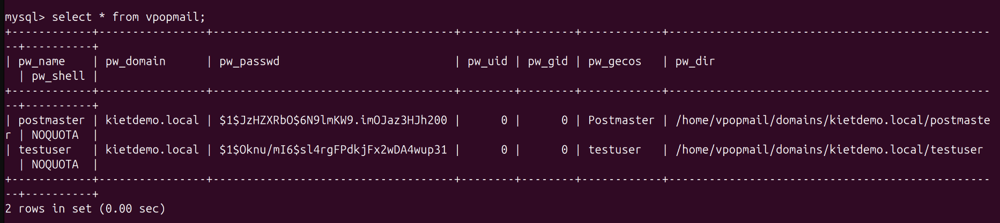 mysql> select * from vpopmail;
+------------+----------------+------------------------------------+--------+--------+------------+------------------------------------------------
--+----------+
| pw_name    | pw_domain      | pw_passwd                          | pw_uid | pw_gid | pw_gecos   | pw_dir
  | pw_shell |
+------------+----------------+------------------------------------+--------+--------+------------+------------------------------------------------
--+----------+
| postmaster | kietdemo.local | $1$JzHZXRbO$6N9lmKW9.imOJaz3HJh200 |      0 |      0 | Postmaster | /home/vpopmail/domains/kietdemo.local/postmaste
r | NOQUOTA  |
| testuser   | kietdemo.local | $1$Oknu/mI6$sl4rgFPdkjFx2wDA4wup31 |      0 |      0 | testuser   | /home/vpopmail/domains/kietdemo.local/testuser
  | NOQUOTA  |
+------------+----------------+------------------------------------+--------+--------+------------+------------------------------------------------
--+----------+
2 rows in set (0.00 sec)